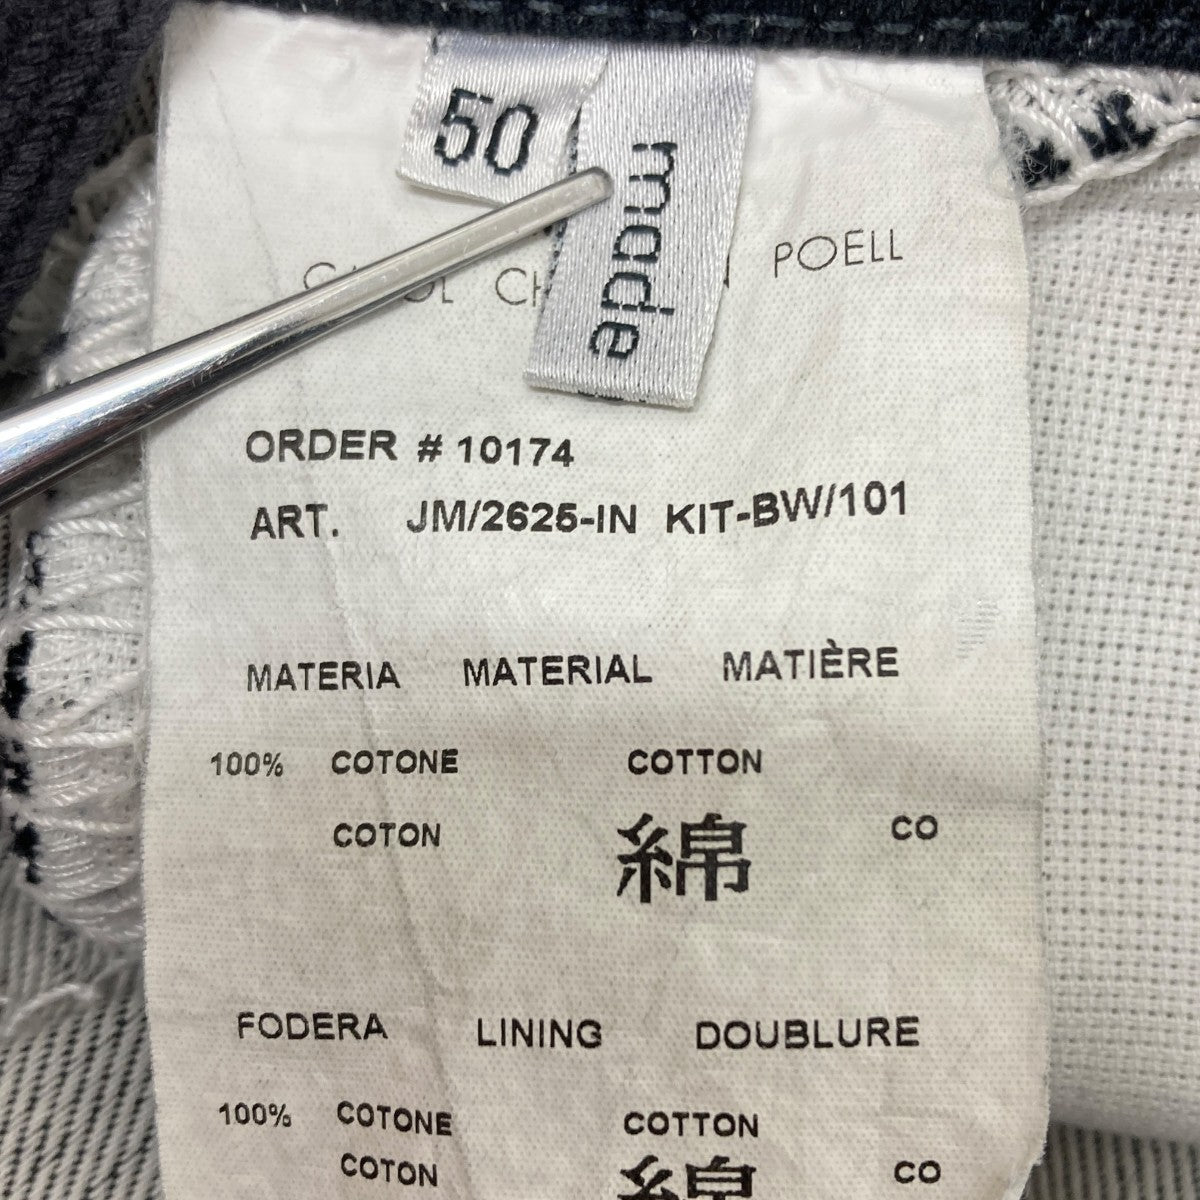 50
made
POELL
ORDER # 10174
ART. JM/2625-IN KIT-BW/101
MATERIA MATERIAL MATIÈRE
100% COTONE COTTON
COTON 綿 CO
FODERA LINING DOUBLURE
100% COTONE COTTON
COTON 綿 CO